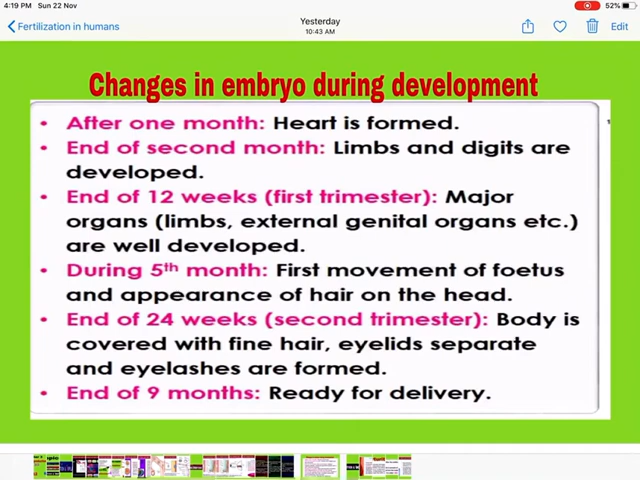 4:19 PM Sun 22 Nov
52%
Fertilization in humans
Yesterday
10:43 AM
Edit
Changes in embryo during development
• After one month: Heart is formed.
• End of second month: Limbs and digits are
developed.
• End of 12 weeks (first trimester): Major
organs (limbs, external genital organs etc.)
are well developed.
• During 5th month: First movement of foetus
and appearance of hair on the head.
• End of 24 weeks (second trimester): Body is
covered with fine hair, eyelids separate
and eyelashes are formed.
• End of 9 months: Ready for delivery.